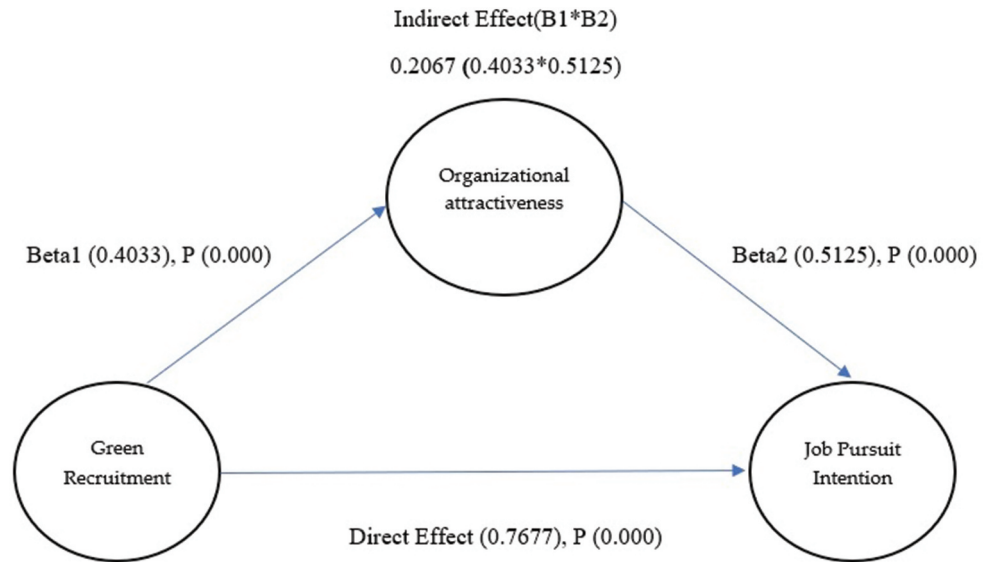 Indirect Effect(B1*B2)
0.2067 (0.4033*0.5125)
Organizational
attractiveness
Beta1 (0.4033), P (0.000)
Beta2 (0.5125), P (0.000)
Green
Recruitment
Job Pursuit
Intention
Direct Effect (0.7677), P (0.000)